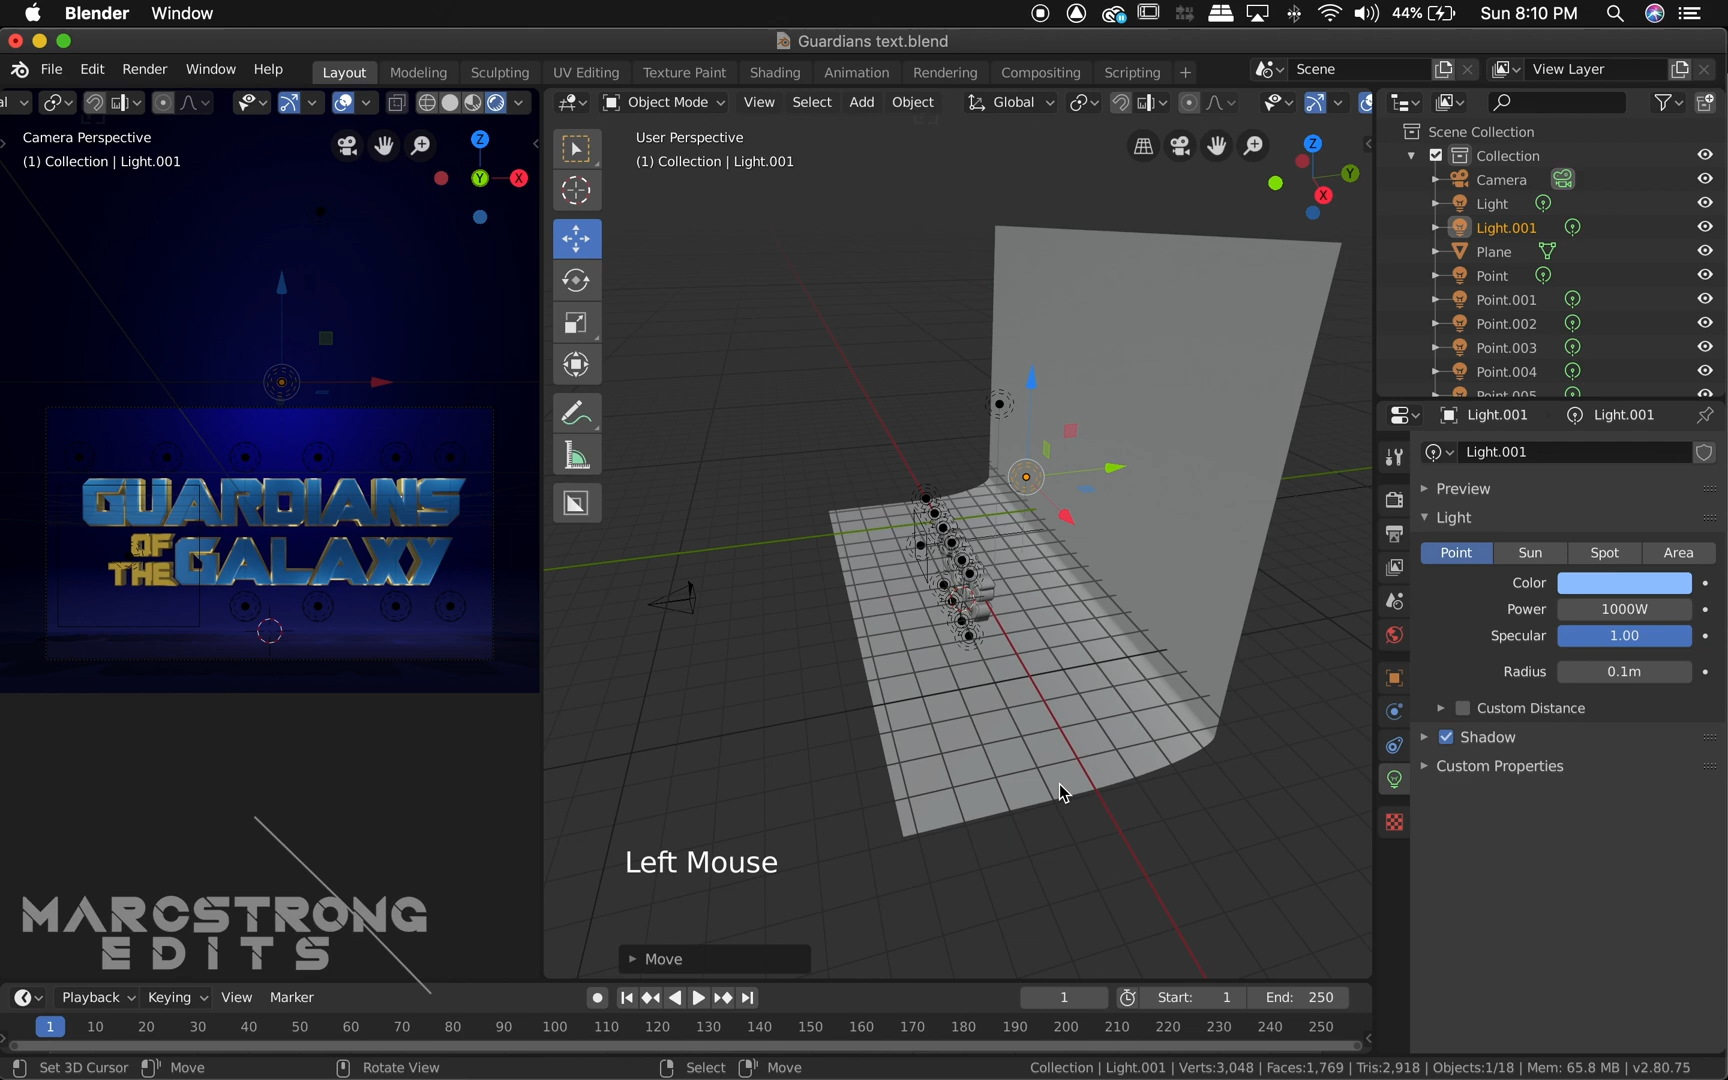 Blender Window 44% Sun 8:10 PM
Guardians text.blend
File Edit Render Window Help Layout Modeling Sculpting UV Editing Texture Paint Shading Animation Rendering Compositing Scripting + Scene View Layer
al Object Mode View Select Add Object Global
Camera Perspective
(1) Collection | Light.001
Z
Y
X
GUARDIANS
OF THE GALAXY
User Perspective
(1) Collection | Light.001
Z
Y
X
Left Mouse
Move
Scene Collection
Collection
Camera
Light
Light.001
Plane
Point
Point.001
Point.002
Point.003
Point.004
Point.005
Light.001 Light.001
Light.001
Preview
Light
Point Sun Spot Area
Color
Power 1000W
Specular 1.00
Radius 0.1m
Custom Distance
Shadow
Custom Properties
MARCSTRONG
EDITS
Playback Keying View Marker 1 Start: 1 End: 250
1 10 20 30 40 50 60 70 80 90 100 110 120 130 140 150 160 170 180 190 200 210 220 230 240 250
Set 3D Cursor Move Rotate View Select Move Collection | Light.001 | Verts:3,048 | Faces:1,769 | Tris:2,918 | Objects:1/18 | Mem: 65.8 MB | v2.80.75